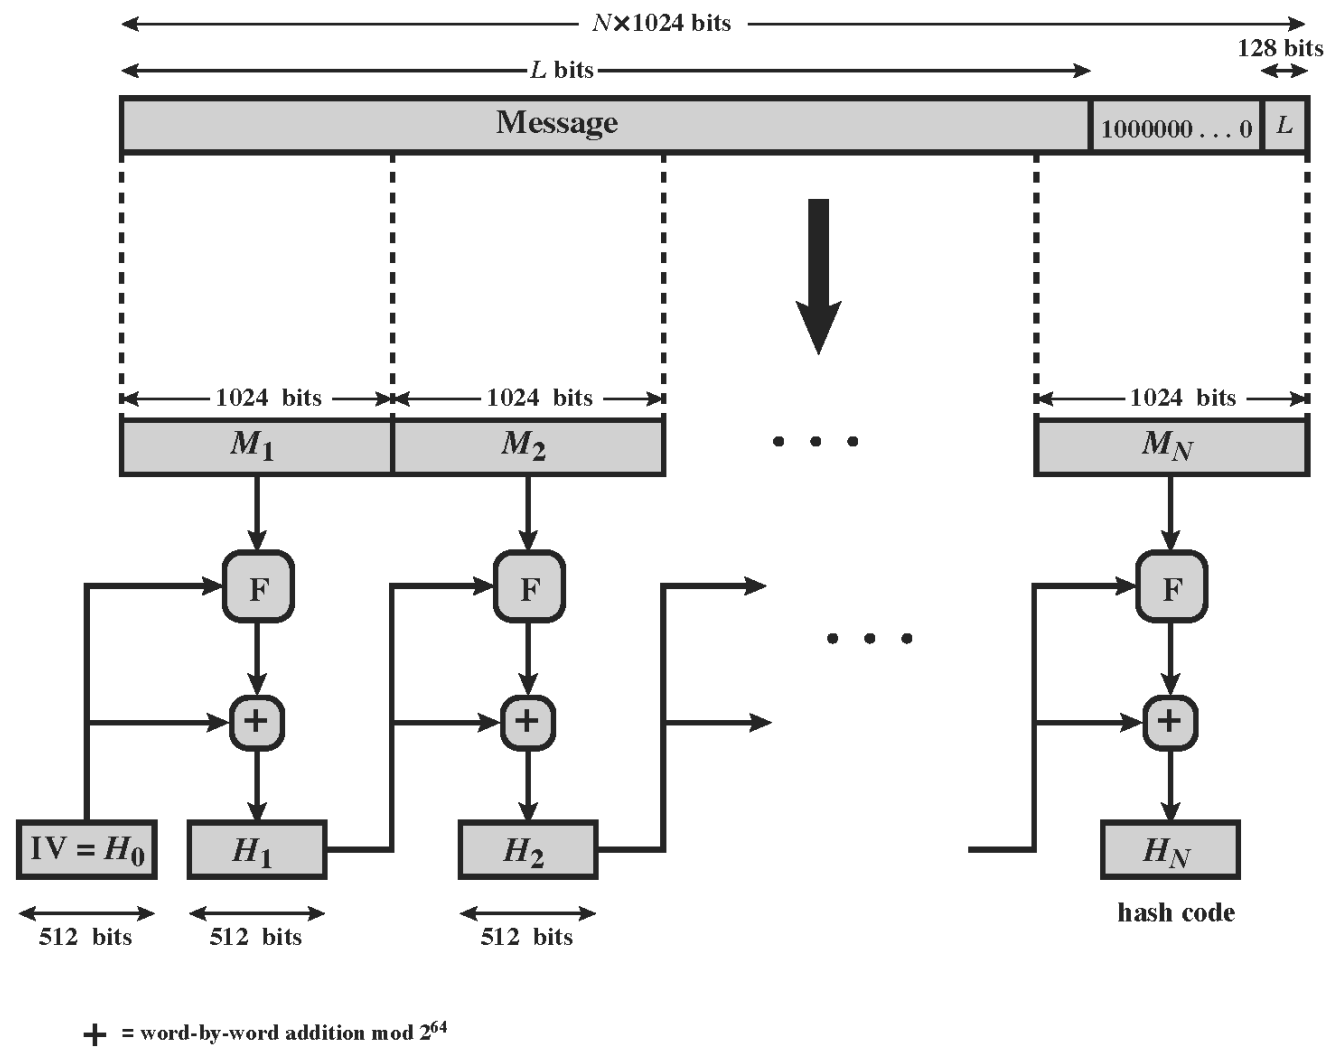 N×1024 bits
128 bits
L bits
Message 1000000 . . . 0 L
1024 bits 1024 bits 1024 bits
M1 M2 . . . MN
F F F
. . .
+ + +
IV = H0 H1 H2 HN
hash code
512 bits 512 bits 512 bits
+ = word-by-word addition mod 2^64